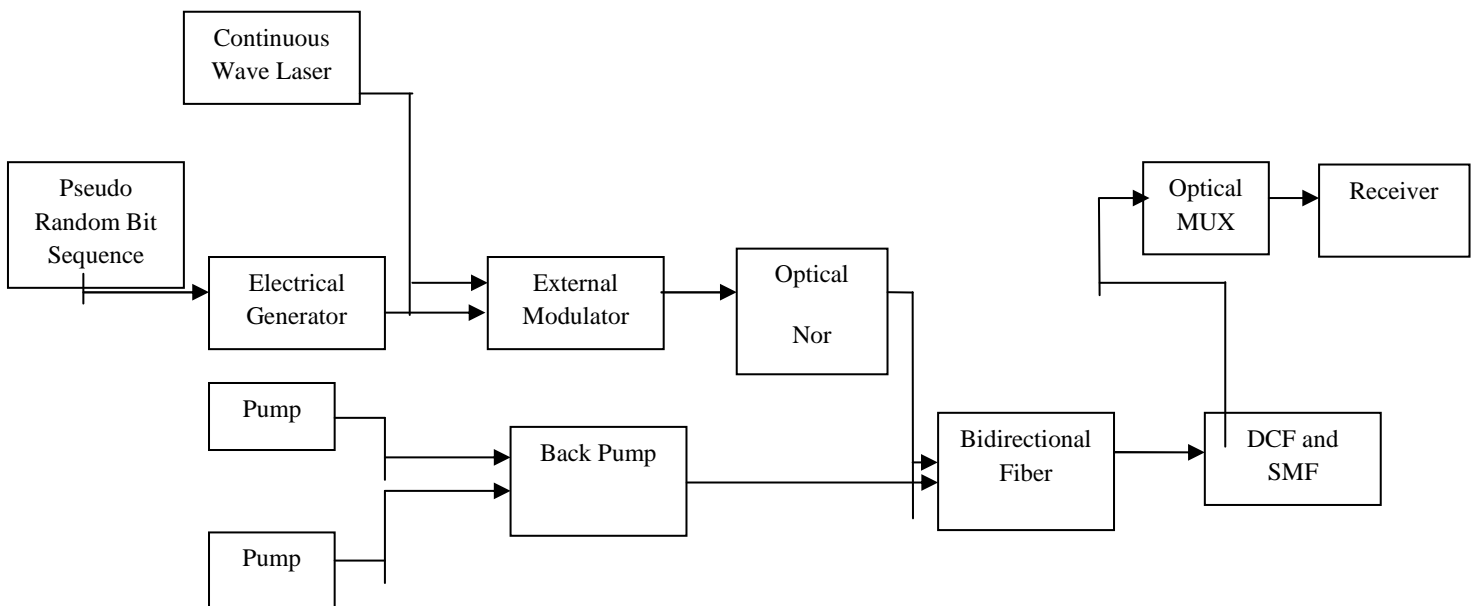 Continuous
Wave Laser
Pseudo
Random Bit
Sequence
Electrical
Generator
External
Modulator
Optical
Nor
Optical
MUX
Receiver
Pump
Back Pump
Bidirectional
Fiber
DCF and
SMF
Pump